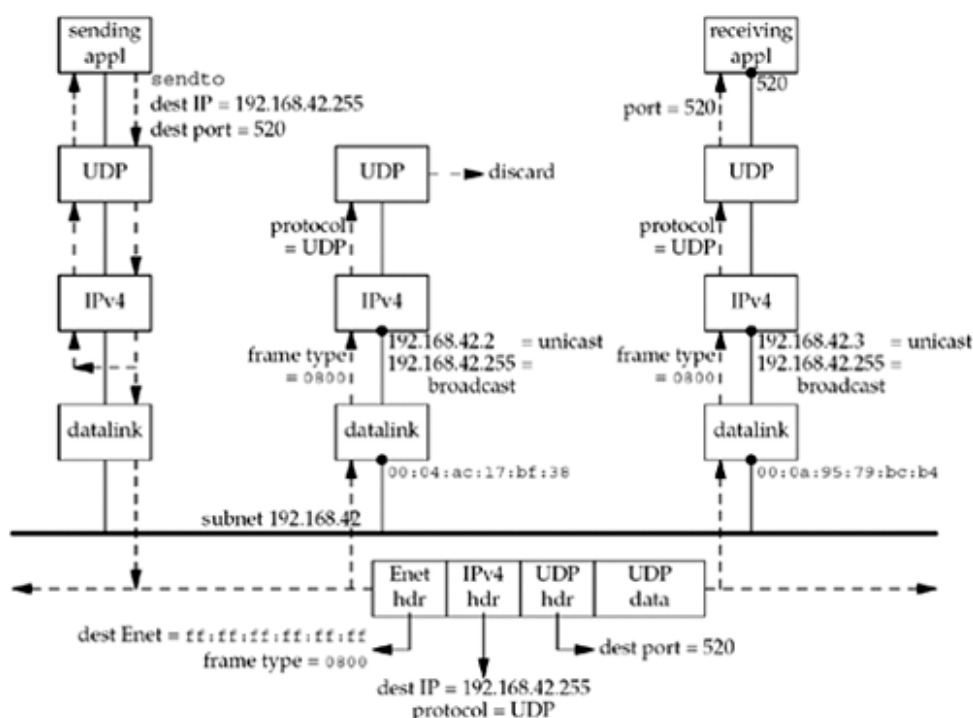 sending
appl
sendto
dest IP = 192.168.42.255
dest port = 520
UDP
IPv4
datalink
UDP
discard
protocol
= UDP
IPv4
192.168.42.2 = unicast
192.168.42.255 =
broadcast
frame type
= 0800
datalink
00:04:ac:17:bf:38
receiving
appl
520
port = 520
UDP
protocol
= UDP
IPv4
192.168.42.3 = unicast
192.168.42.255 =
broadcast
frame type
= 0800
datalink
00:0a:95:79:bc:b4
subnet 192.168.42
Enet
hdr
IPv4
hdr
UDP
hdr
UDP
data
dest Enet = ff:ff:ff:ff:ff:ff
frame type = 0800
dest IP = 192.168.42.255
protocol = UDP
dest port = 520